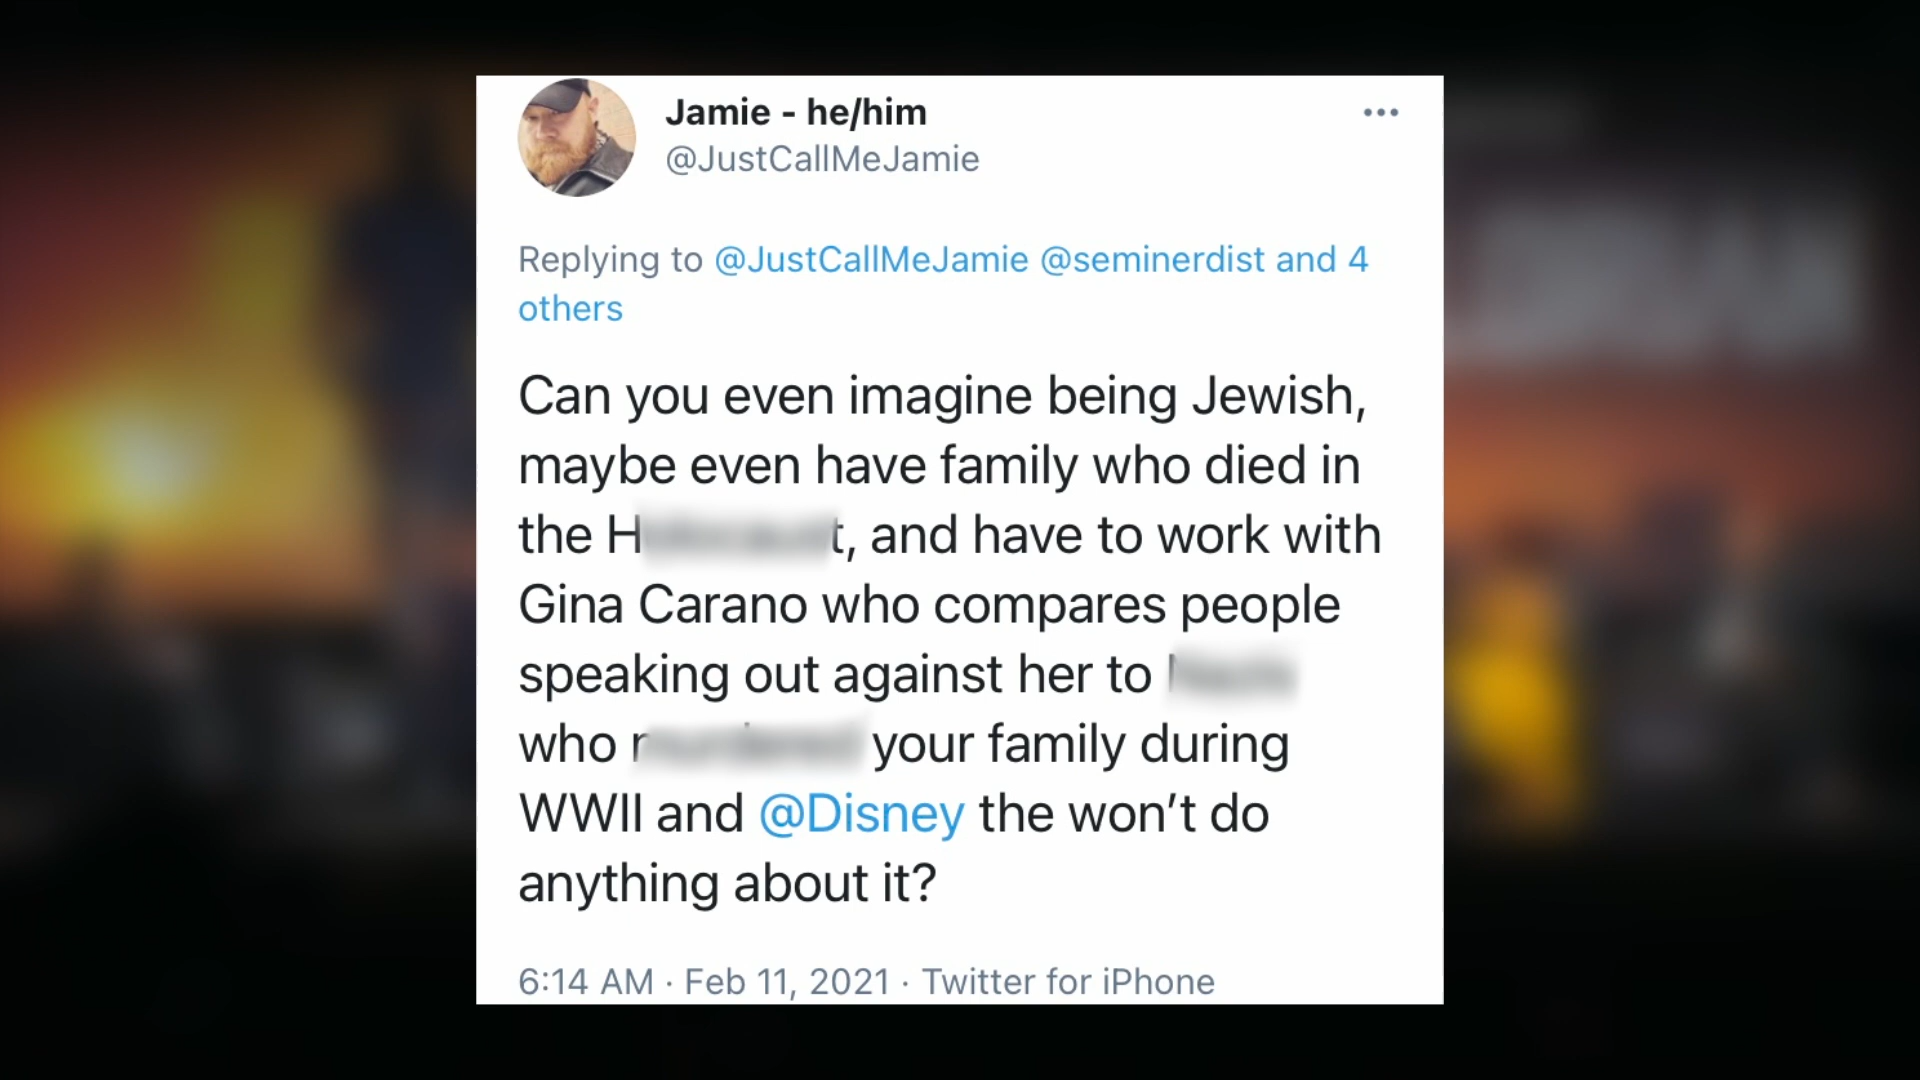 Jamie - he/him
@JustCallMeJamie
Replying to @JustCallMeJamie @seminerdist and 4
others
Can you even imagine being Jewish,
maybe even have family who died in
the , and have to work with
Gina Carano who compares people
speaking out against her to
who your family during
WWII and @Disney the won’t do
anything about it?
6:14 AM · Feb 11, 2021 · Twitter for iPhone